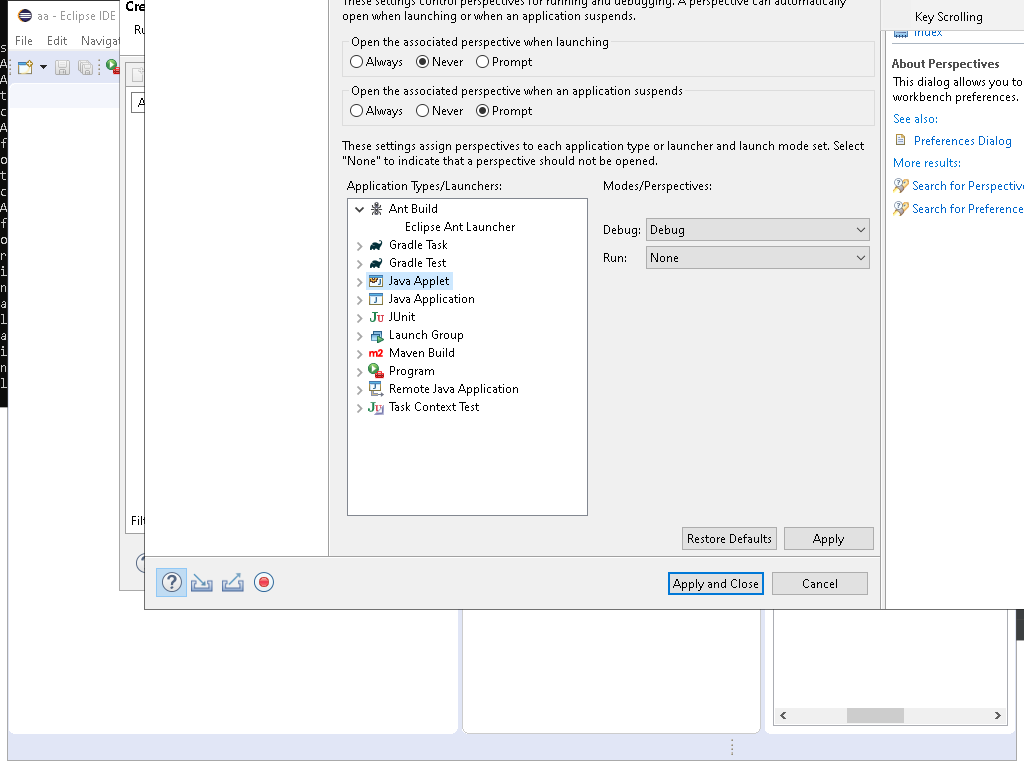 aa - Eclipse IDE
File Edit Navigat
Cre
Ru
A
Filt
These settings control perspectives for running and debugging. A perspective can automatically
open when launching or when an application suspends.
Open the associated perspective when launching
Always Never Prompt
Open the associated perspective when an application suspends
Always Never Prompt
These settings assign perspectives to each application type or launcher and launch mode set. Select
"None" to indicate that a perspective should not be opened.
Application Types/Launchers:
Ant Build
Eclipse Ant Launcher
Gradle Task
Gradle Test
Java Applet
Java Application
JUnit
Launch Group
Maven Build
Program
Remote Java Application
Task Context Test
Modes/Perspectives:
Debug: Debug
Run: None
Restore Defaults Apply
Apply and Close Cancel
Key Scrolling
Index
About Perspectives
This dialog allows you to
workbench preferences.
See also:
Preferences Dialog
More results:
Search for Perspective
Search for Preference